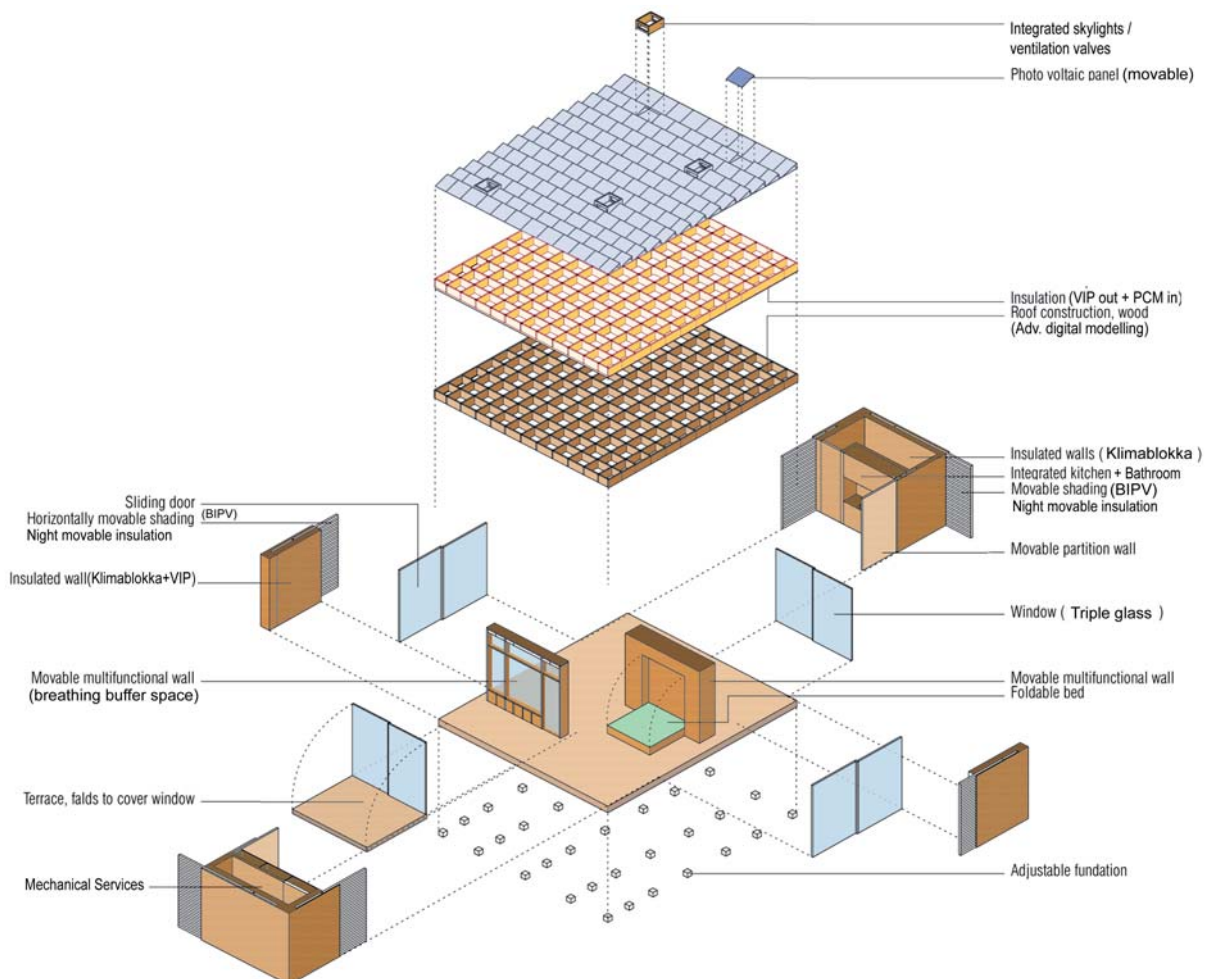 Integrated skylights /
ventilation valves
Photo voltaic panel (movable)
Insulation (VIP out + PCM in)
Roof construction, wood
(Adv. digital modelling)
Insulated walls ( Klimablokka )
Integrated kitchen + Bathroom
Movable shading (BIPV)
Night movable insulation
Movable partition wall
Window ( Triple glass )
Movable multifunctional wall
Foldable bed
Adjustable fundation
Sliding door
Horizontally movable shading (BIPV)
Night movable insulation
Insulated wall(Klimablokka+VIP)
Movable multifunctional wall
(breathing buffer space)
Terrace, falds to cover window
Mechanical Services